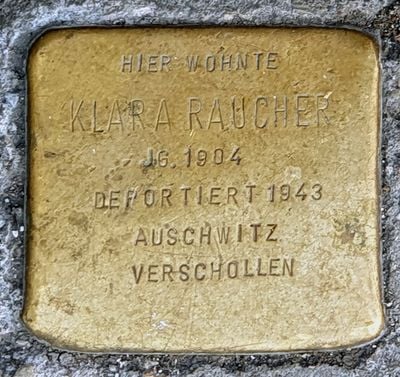 HIER WOHNTE
KLARA RAUCHER
JG. 1904
DEPORTIERT 1943
AUSCHWITZ
VERSCHOLLEN